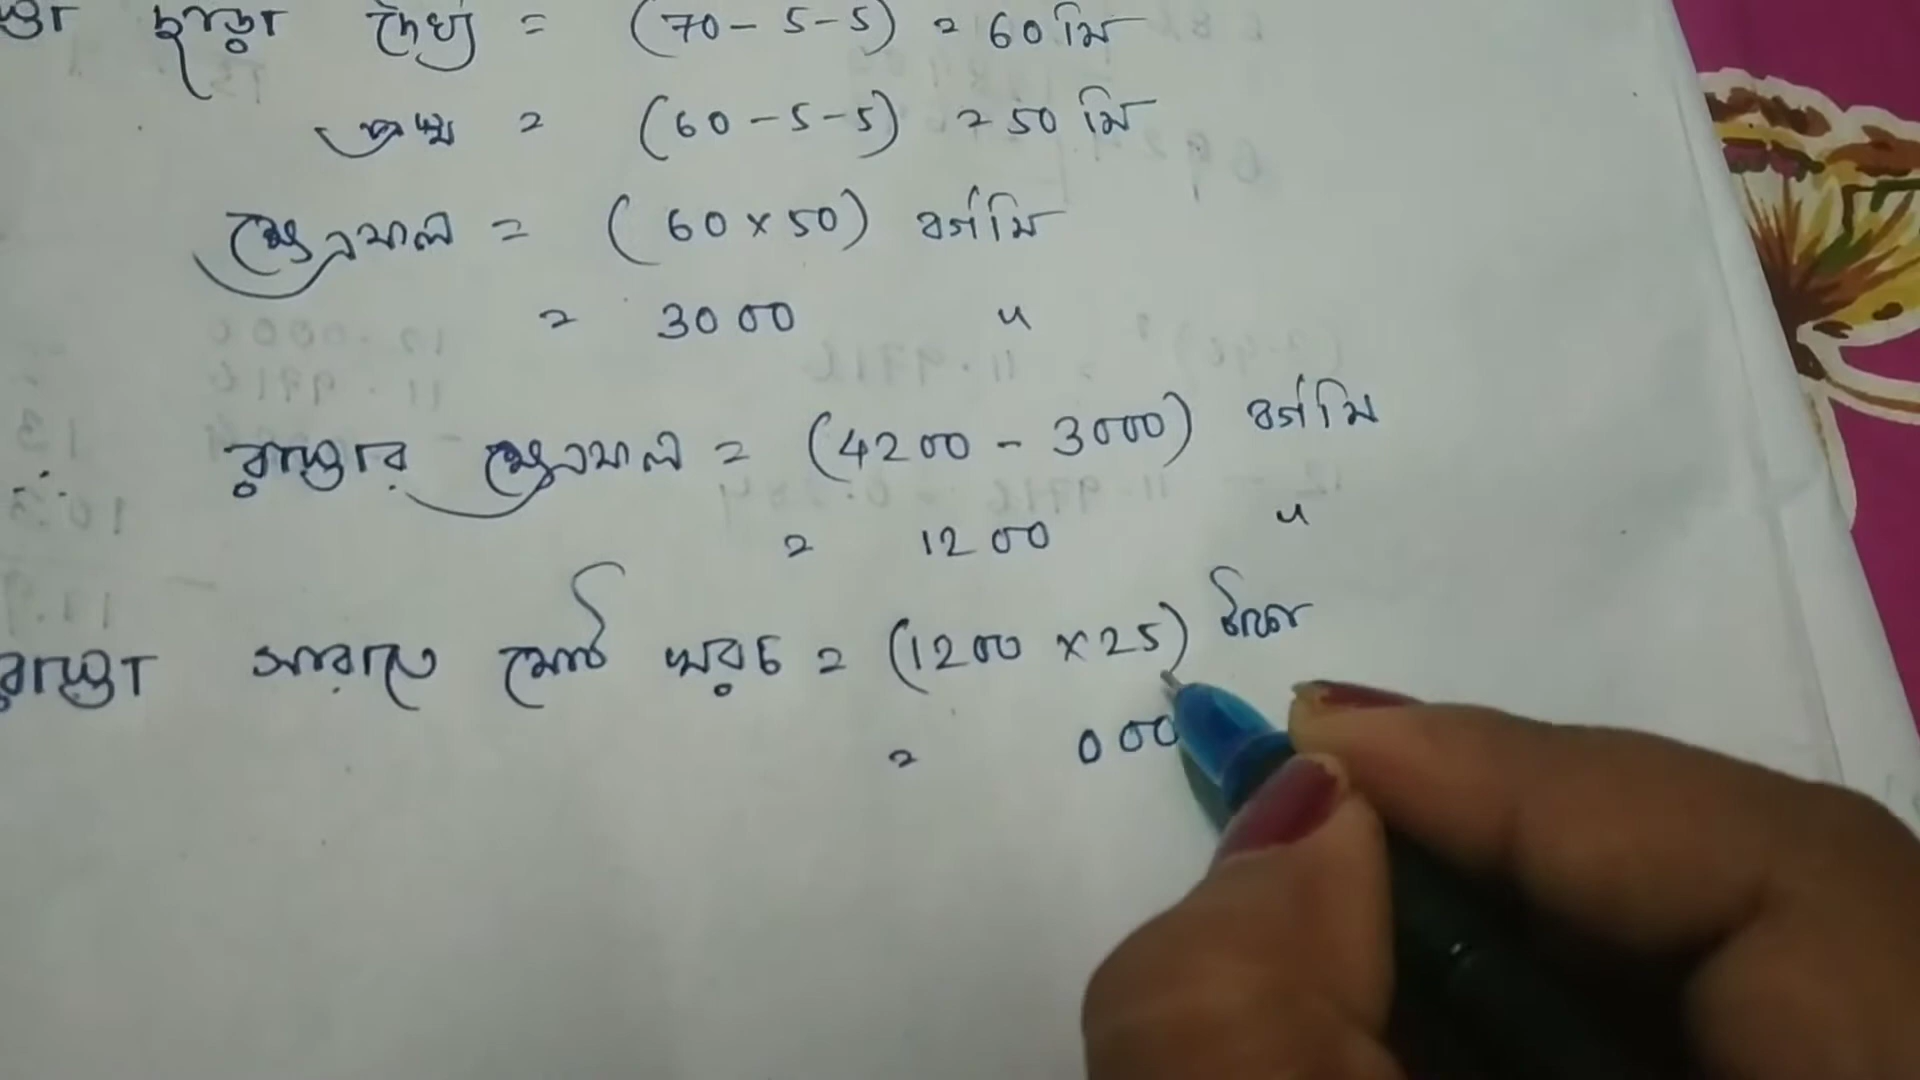 ছাড়া দৈর্ঘ্য = (70 - 5 - 5) = 60 মি
প্রস্থ = (60 - 5 - 5) = 50 মি
ক্ষেত্রফল = (60 × 50) বর্গমি
= 3000 "
রাস্তার ক্ষেত্রফল = (4200 - 3000) বর্গমি
= 1200 "
রাস্তা সারাতে মোট খরচ = (1200 × 25) টাকা
= 000